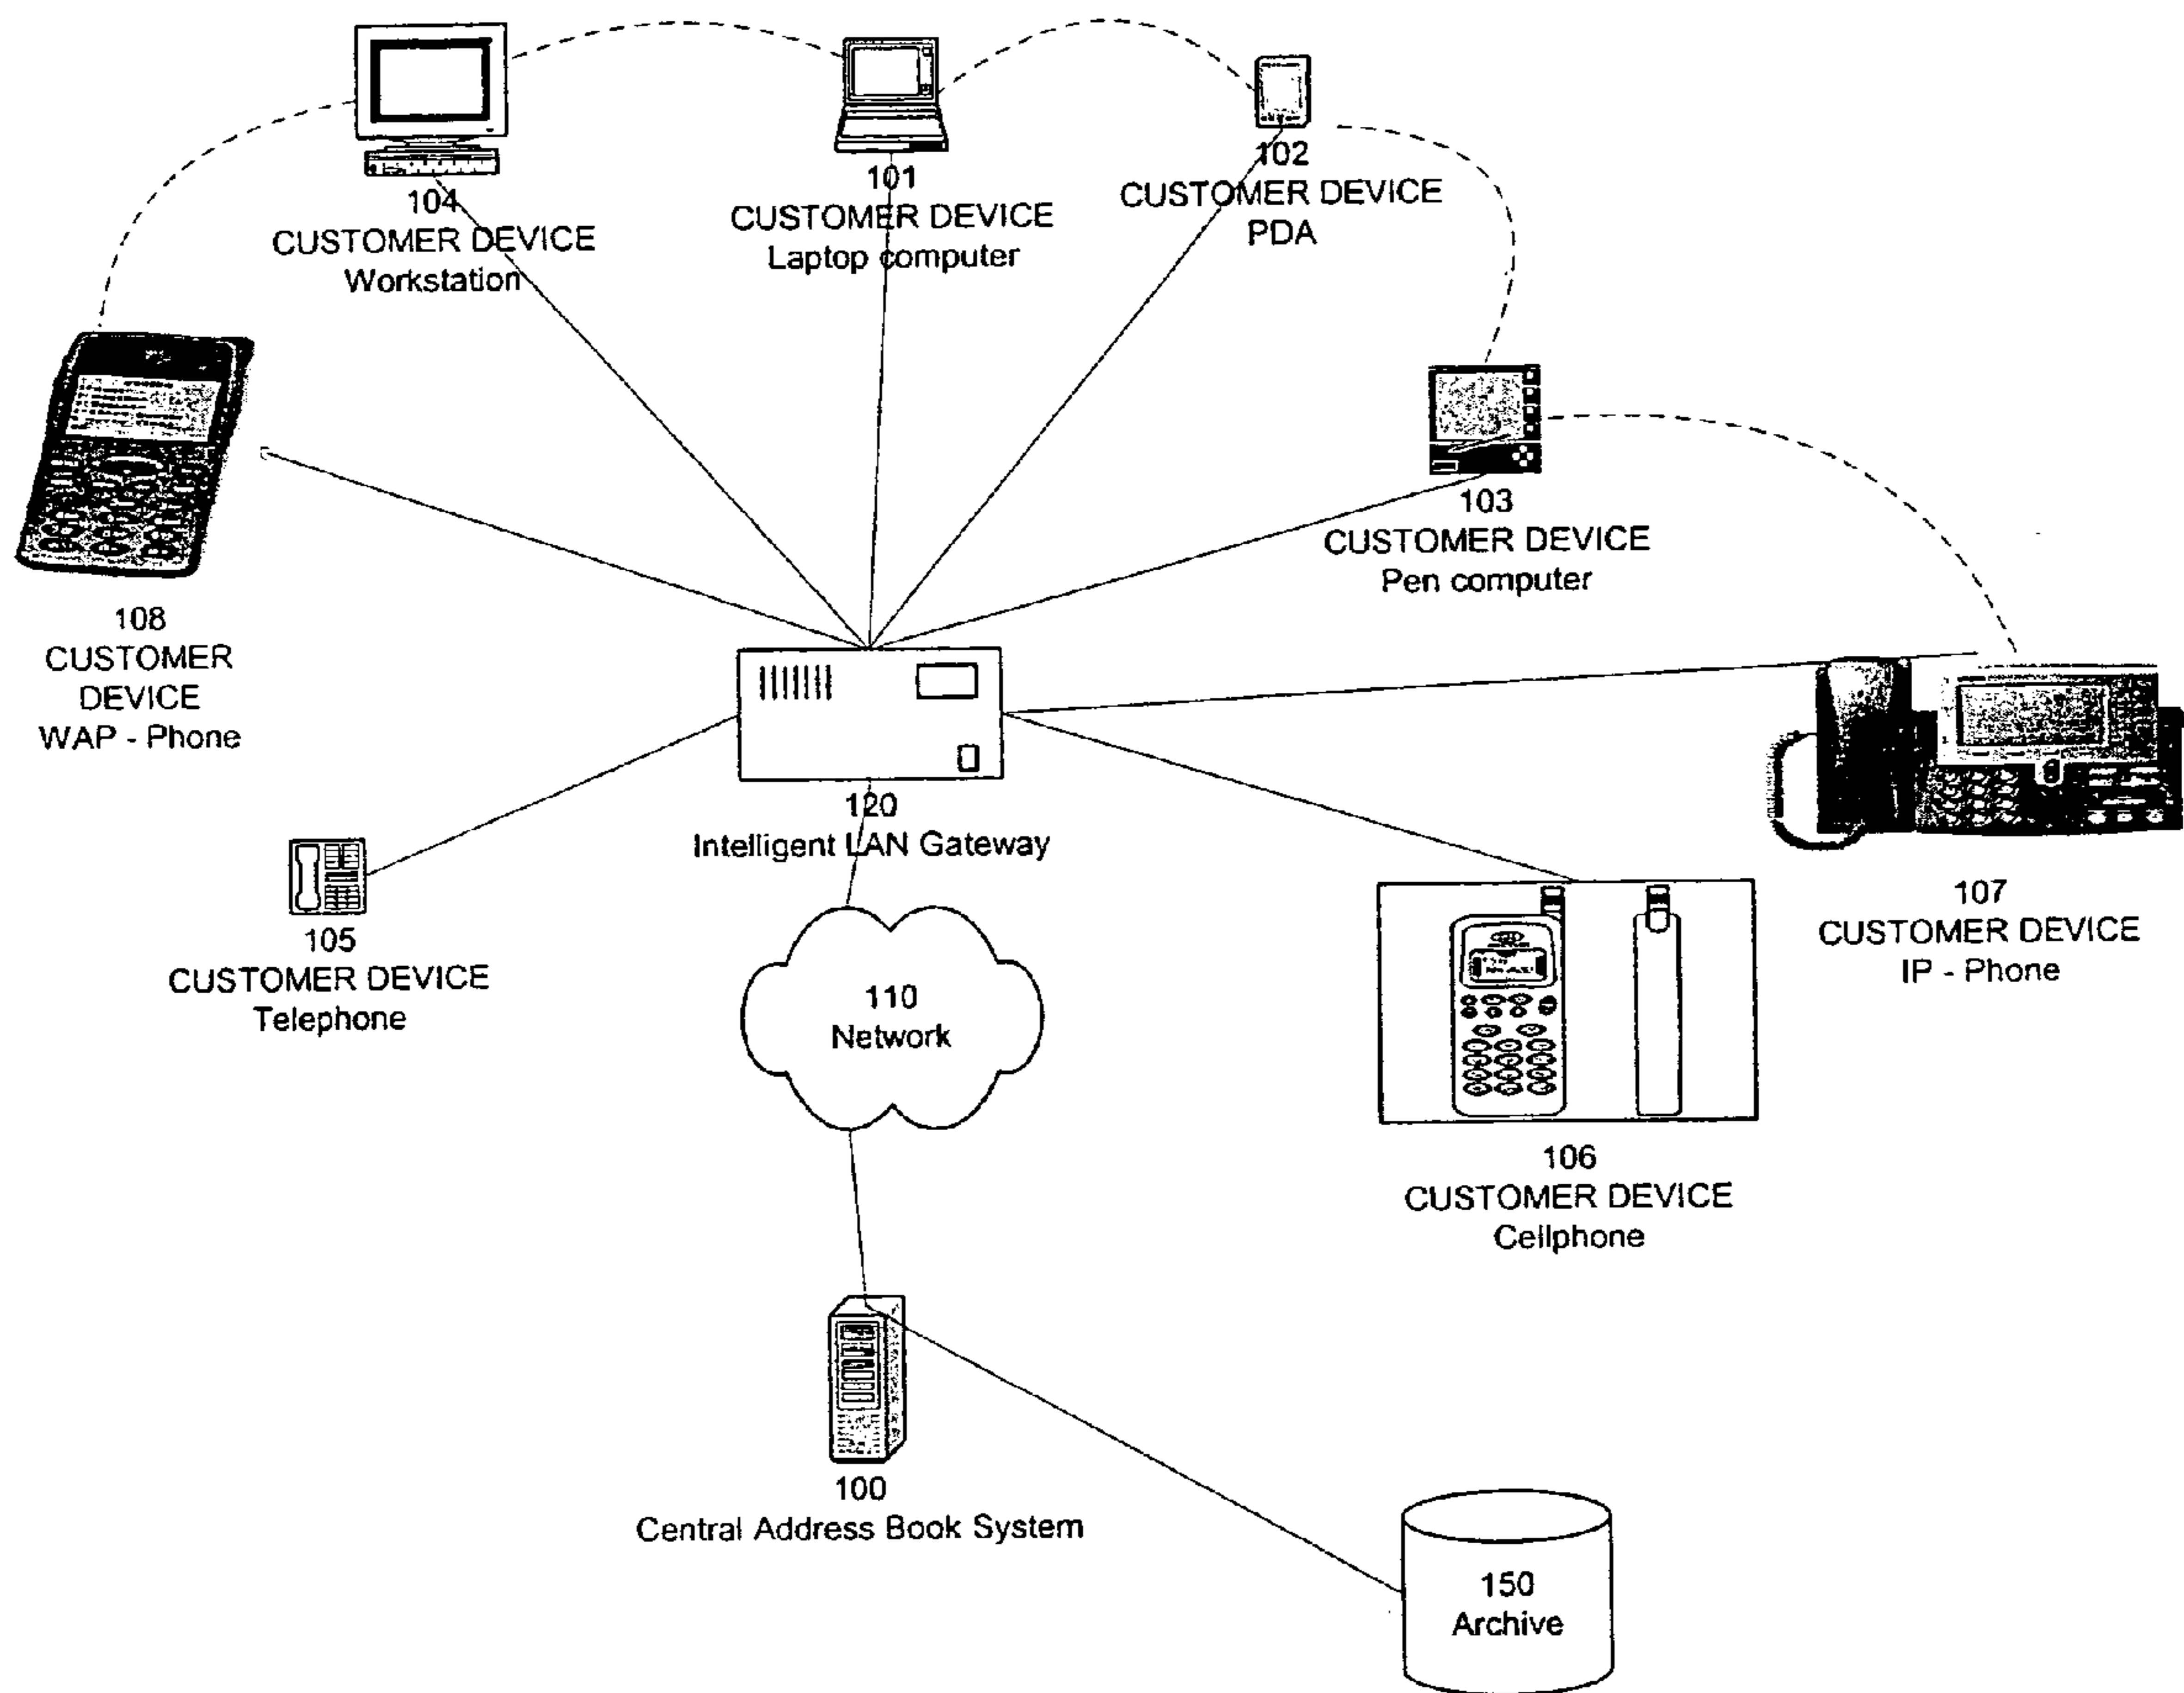 104
CUSTOMER DEVICE
Workstation
101
CUSTOMER DEVICE
Laptop computer
102
CUSTOMER DEVICE
PDA
103
CUSTOMER DEVICE
Pen computer
108
CUSTOMER
DEVICE
WAP - Phone
120
Intelligent LAN Gateway
105
CUSTOMER DEVICE
Telephone
107
CUSTOMER DEVICE
IP - Phone
110
Network
106
CUSTOMER DEVICE
Cellphone
100
Central Address Book System
150
Archive